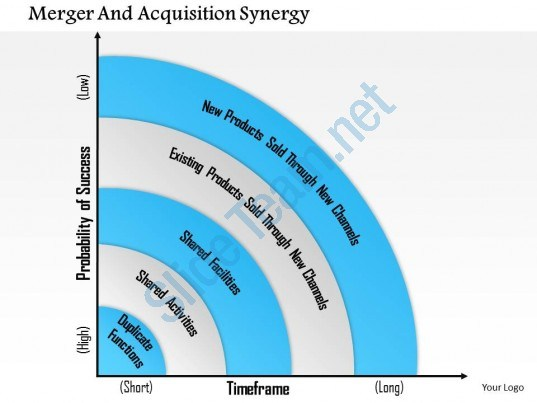 Merger And Acquisition Synergy
(Low)
Probability of Success
(High)
New Products Sold Through New Channels
Existing Products Sold Through New Channels
Shared Facilities
Shared Activities
Duplicate
Functions
(Short)
Timeframe
(Long)
Your Logo
SlideTeam.net